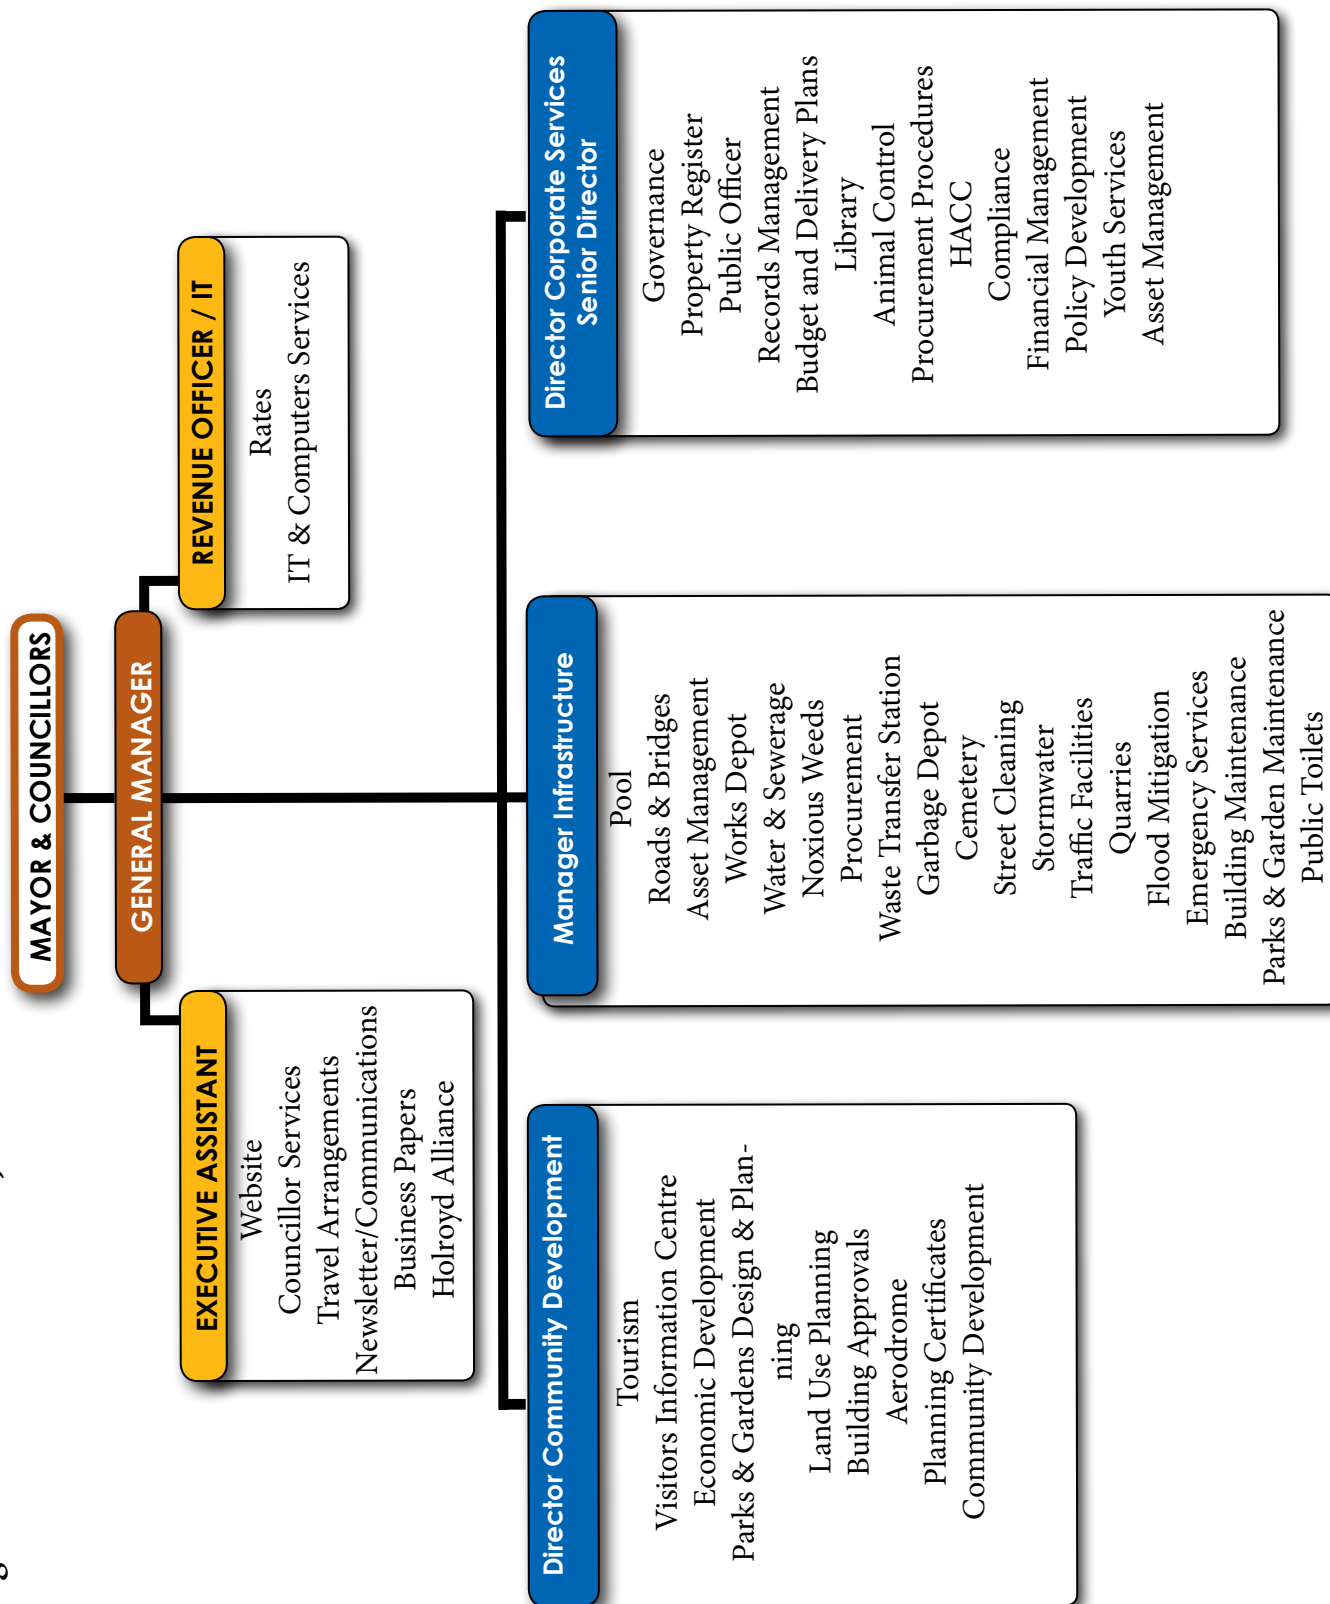 MAYOR & COUNCILLORS
GENERAL MANAGER
EXECUTIVE ASSISTANT
Website
Councillor Services
Travel Arrangements
Newsletter/Communications
Business Papers
Holroyd Alliance
REVENUE OFFICER / IT
Rates
IT & Computers Services
Director Community Development
Tourism
Visitors Information Centre
Economic Development
Parks & Gardens Design & Plan-
ning
Land Use Planning
Building Approvals
Aerodrome
Planning Certificates
Community Development
Manager Infrastructure
Pool
Roads & Bridges
Asset Management
Works Depot
Water & Sewerage
Noxious Weeds
Procurement
Waste Transfer Station
Garbage Depot
Cemetery
Street Cleaning
Stormwater
Traffic Facilities
Quarries
Flood Mitigation
Emergency Services
Building Maintenance
Parks & Garden Maintenance
Public Toilets
Director Corporate Services
Senior Director
Governance
Property Register
Public Officer
Records Management
Budget and Delivery Plans
Library
Animal Control
Procurement Procedures
HACC
Compliance
Financial Management
Policy Development
Youth Services
Asset Management